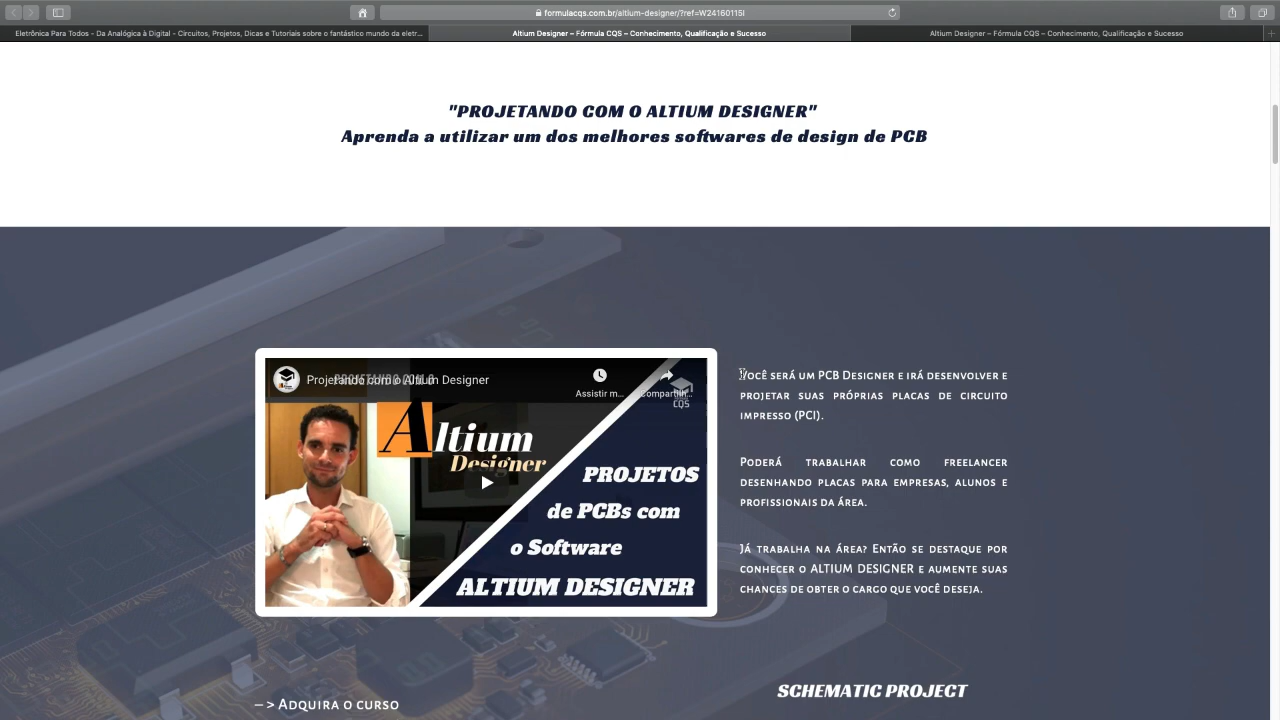 formulacqs.com.br/altium-designer/?ref=W24160115I
Eletrônica Para Todos - Da Analógica à Digital - Circuitos, Projetos, Dicas e Tutoriais sobre o fantástico mundo da eletr...
Altium Designer – Fórmula CQS – Conhecimento, Qualificação e Sucesso
Altium Designer – Fórmula CQS – Conhecimento, Qualificação e Sucesso
"PROJETANDO COM O ALTIUM DESIGNER"
Aprenda a utilizar um dos melhores softwares de design de PCB
Projetando com o Altium Designer
PROJETANDO COM O
Assistir m...
Compartilh...
CQS
Altium
Designer
PROJETOS
de PCBs com
o Software
ALTIUM DESIGNER
Você será um PCB Designer e irá desenvolver e
projetar suas próprias placas de circuito
impresso (PCI).
Poderá trabalhar como freelancer
desenhando placas para empresas, alunos e
profissionais da área.
Já trabalha na área? Então se destaque por
conhecer o ALTIUM DESIGNER e aumente suas
chances de obter o cargo que você deseja.
SCHEMATIC PROJECT
– > Adquira o curso